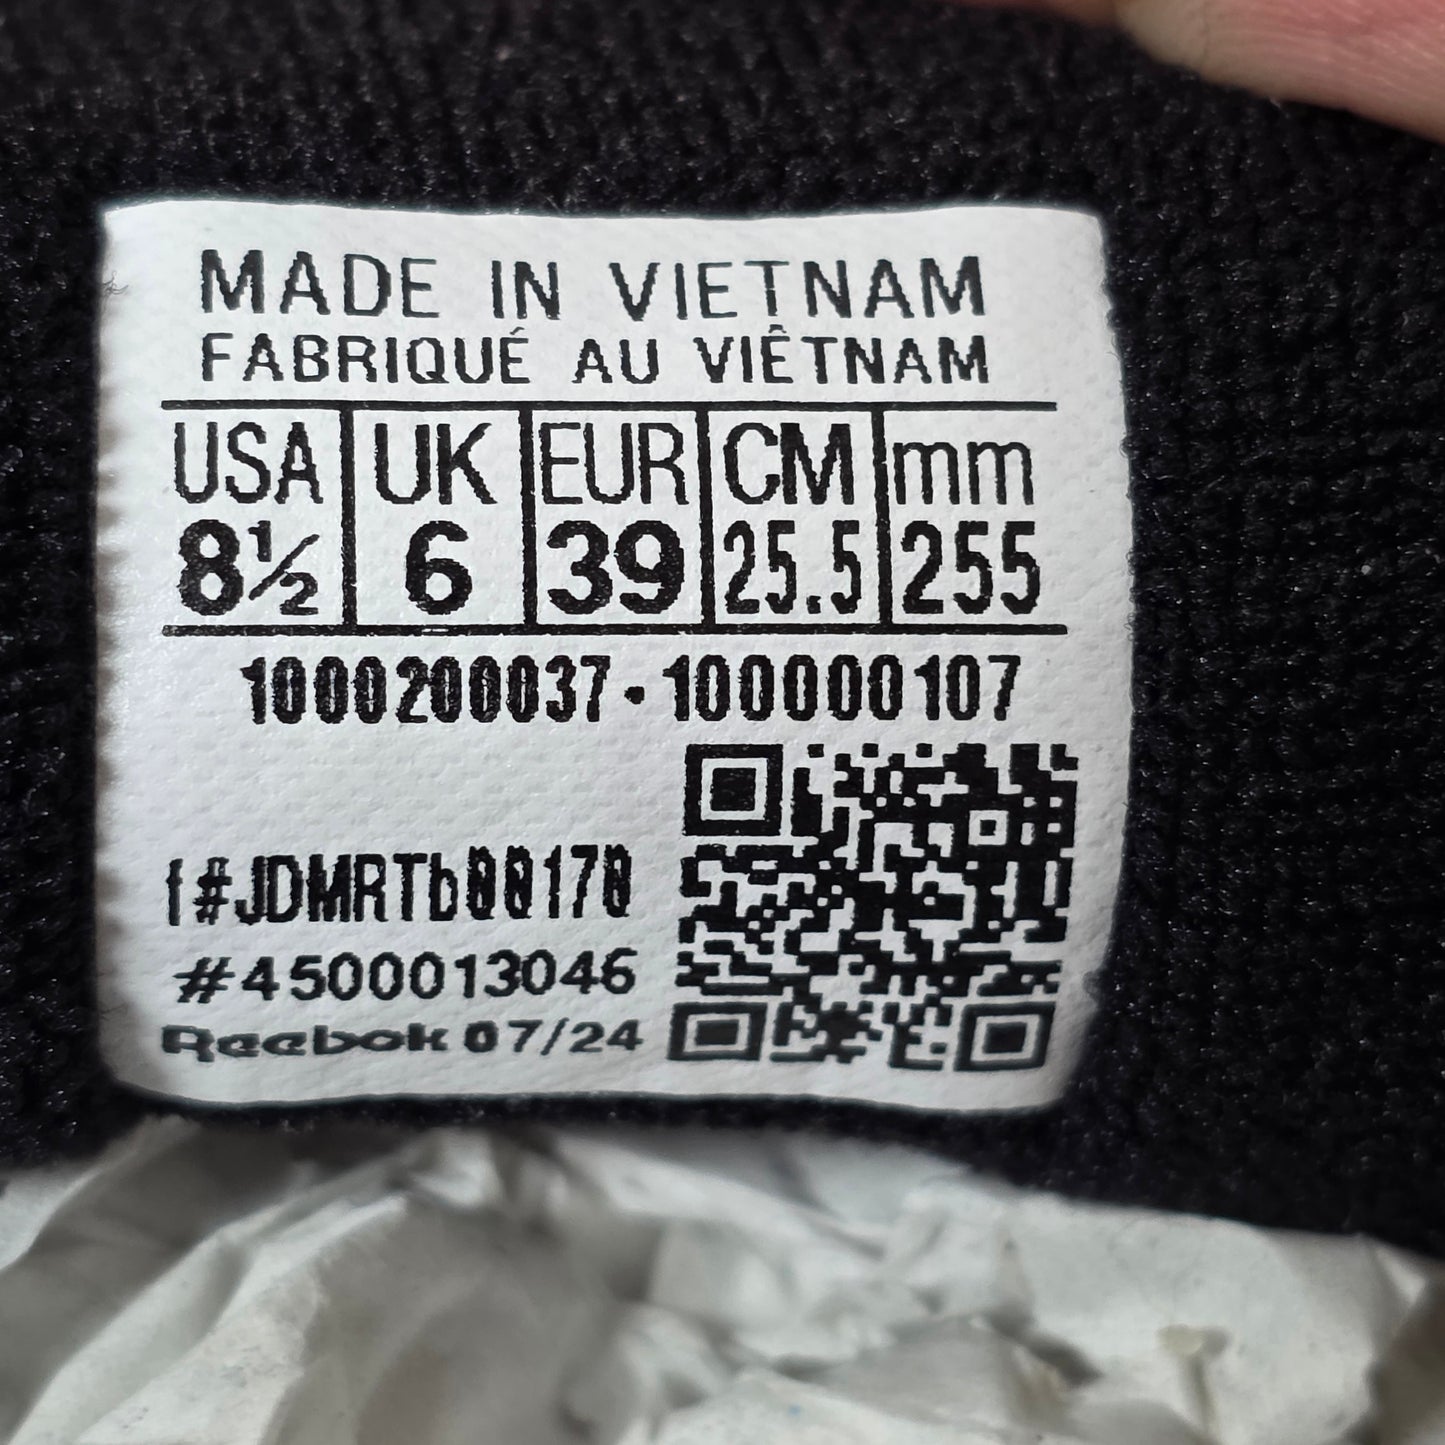 MADE IN VIETNAM
FABRIQUÉ AU VIÊTNAM
USA UK EUR CM mm
8½ 6 39 25.5 255
1000200037-100000107
f#JDMRTb00170
#4500013046
Reebok 07/24